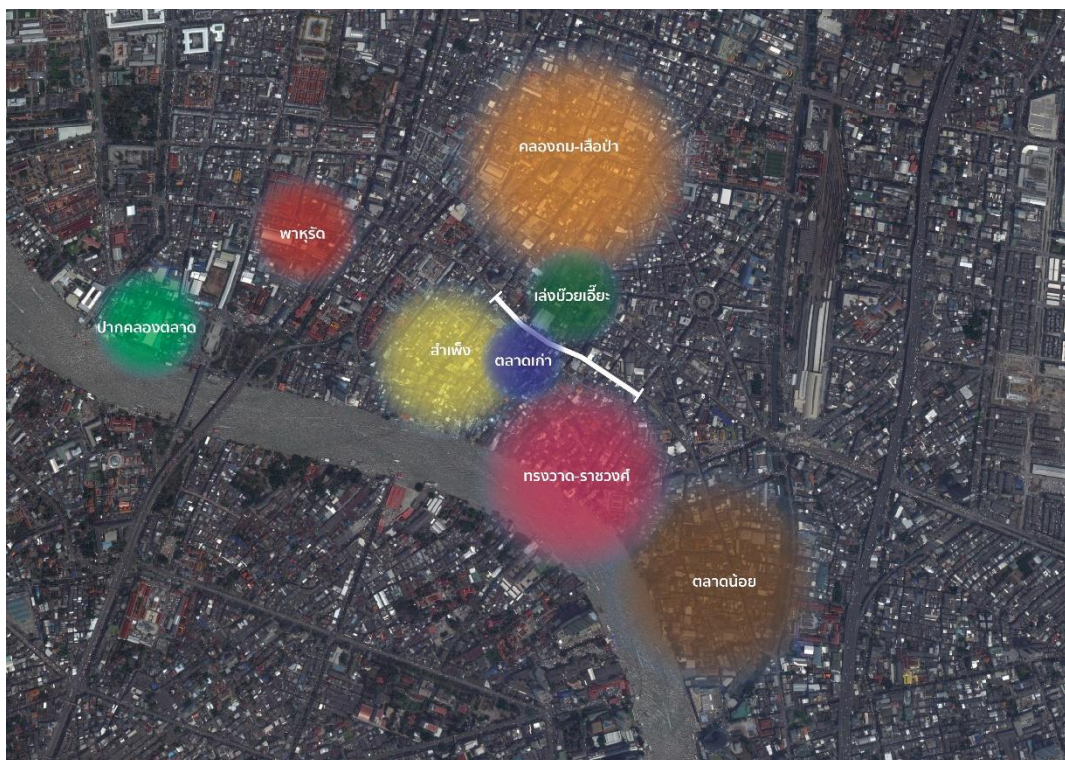 คลองถม-เสือป่า
พาหุรัด
เล่งบ๊วยเอี๊ยะ
ปากคลองตลาด
สำเพ็ง
ตลาดเก่า
ทรงวาด-ราชวงศ์
ตลาดน้อย